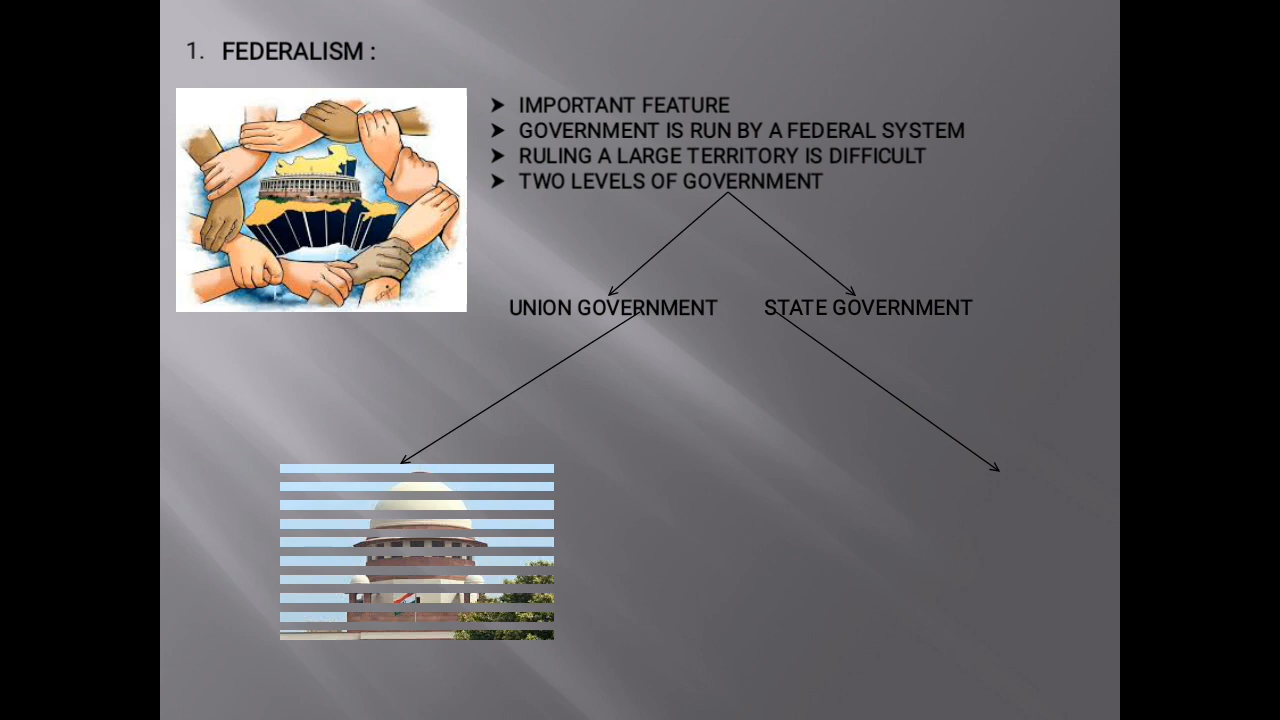 1. FEDERALISM :
➤ IMPORTANT FEATURE
➤ GOVERNMENT IS RUN BY A FEDERAL SYSTEM
➤ RULING A LARGE TERRITORY IS DIFFICULT
➤ TWO LEVELS OF GOVERNMENT
UNION GOVERNMENT STATE GOVERNMENT